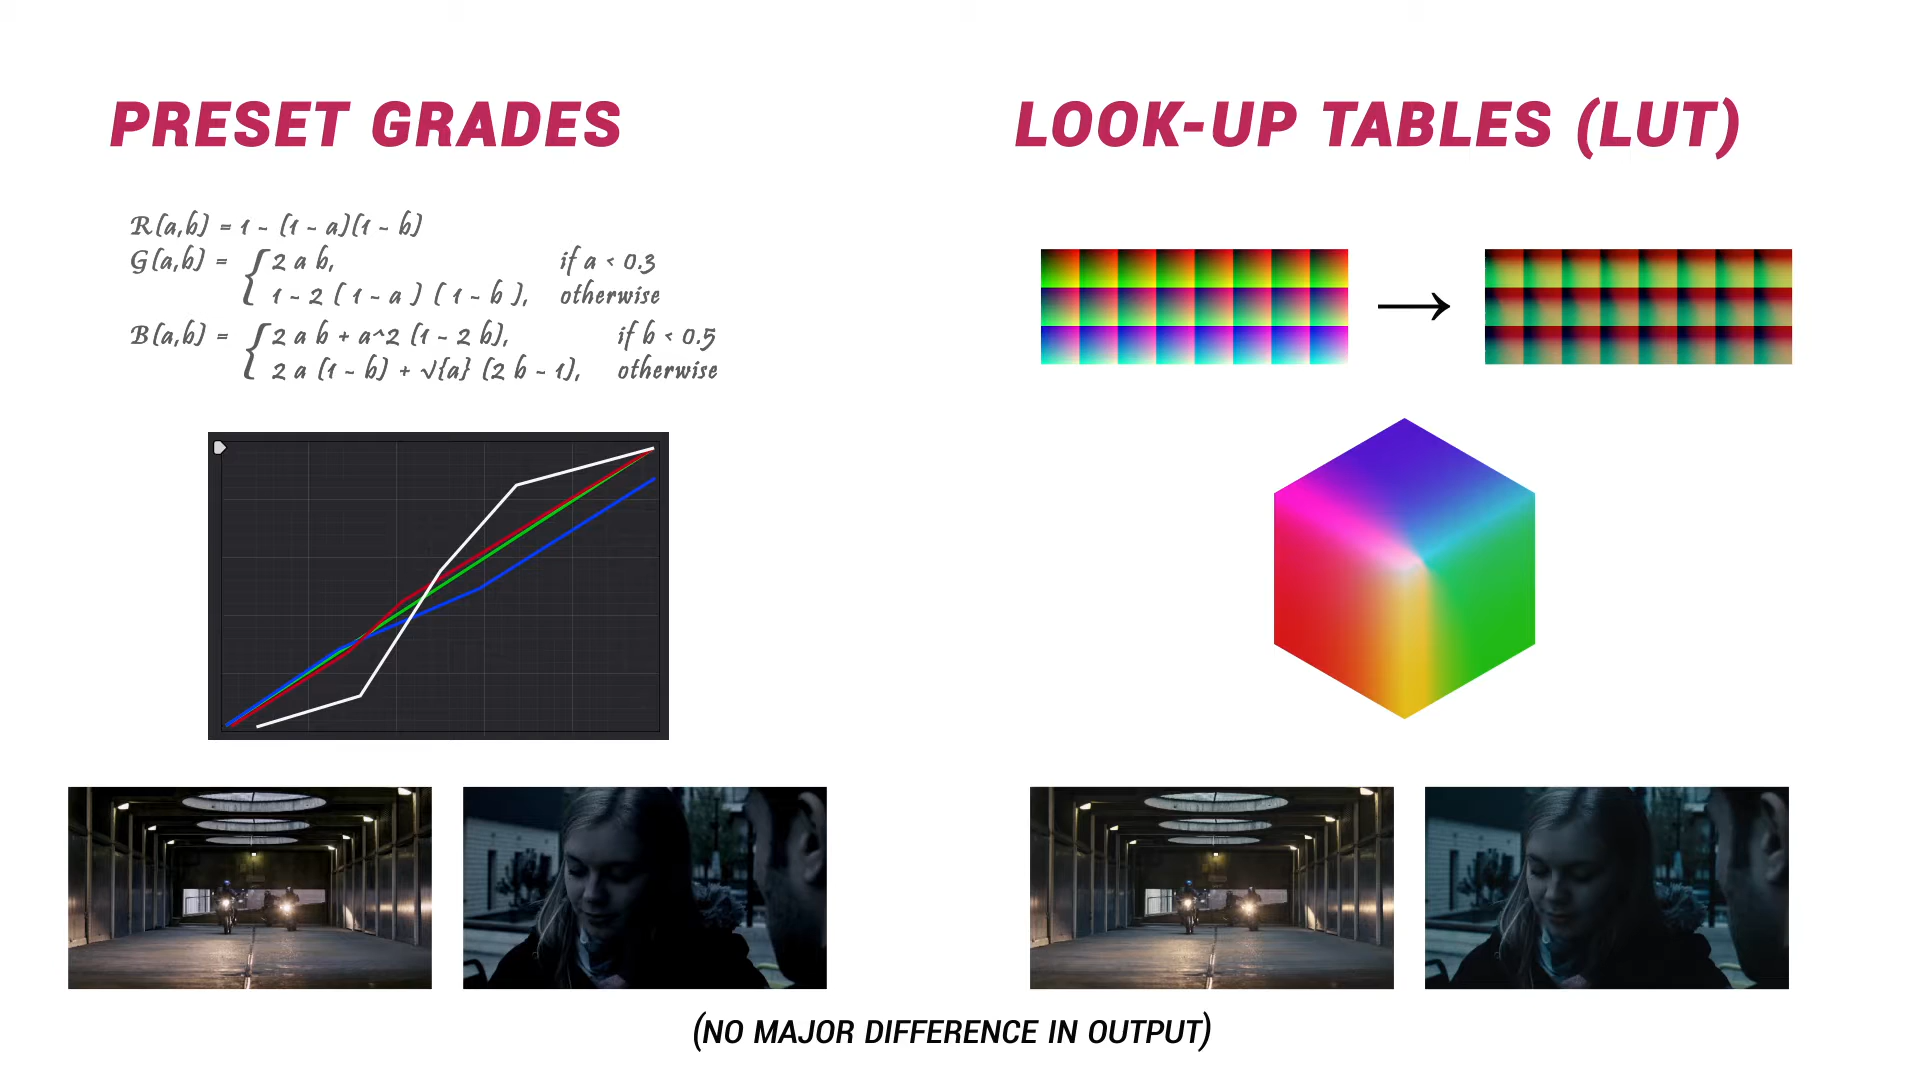 PRESET GRADES
R(a,b) = 1 - (1 - a)(1 - b)
G(a,b) = { 2 a b, if a < 0.3
1 - 2 ( 1 - a ) ( 1 - b ), otherwise
B(a,b) = { 2 a b + a^2 (1 - 2 b), if b < 0.5
2 a (1 - b) + √{a} (2 b - 1), otherwise
LOOK-UP TABLES (LUT)
(NO MAJOR DIFFERENCE IN OUTPUT)